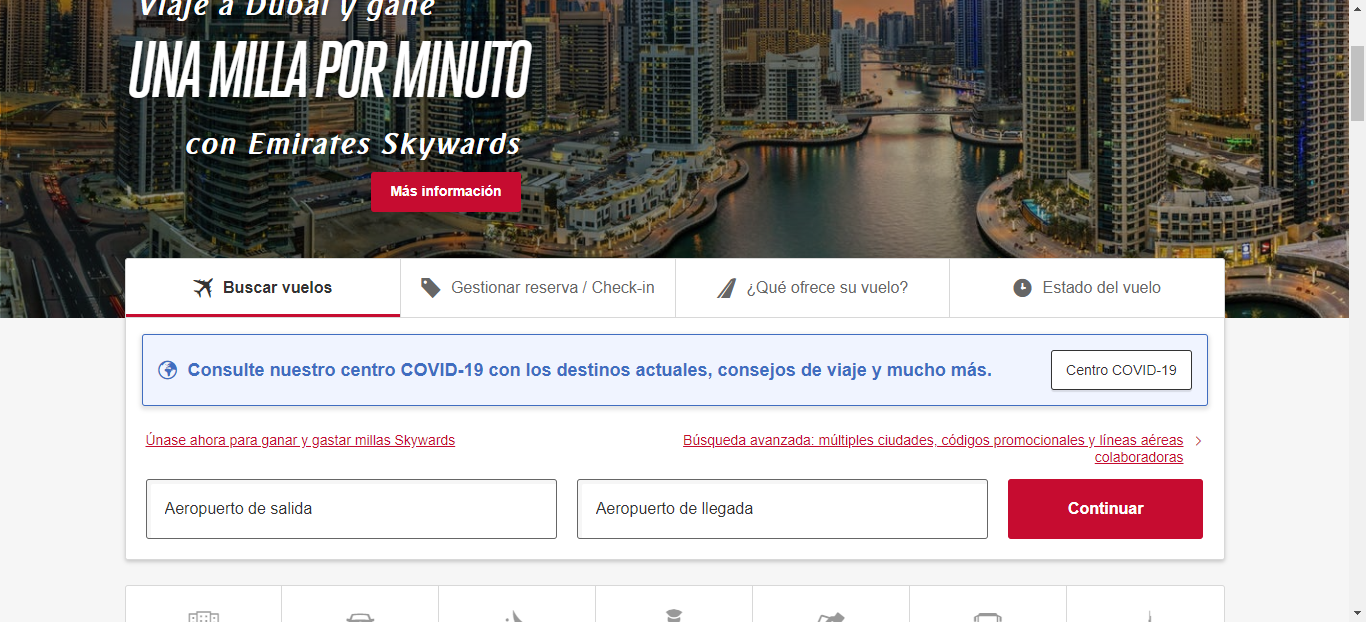 Viaje a Dubái y gane
UNA MILLA POR MINUTO
con Emirates Skywards
Más información
Buscar vuelos
Gestionar reserva / Check-in
¿Qué ofrece su vuelo?
Estado del vuelo
Consulte nuestro centro COVID-19 con los destinos actuales, consejos de viaje y mucho más.
Centro COVID-19
Únase ahora para ganar y gastar millas Skywards
Búsqueda avanzada: múltiples ciudades, códigos promocionales y líneas aéreas
colaboradoras
Aeropuerto de salida
Aeropuerto de llegada
Continuar